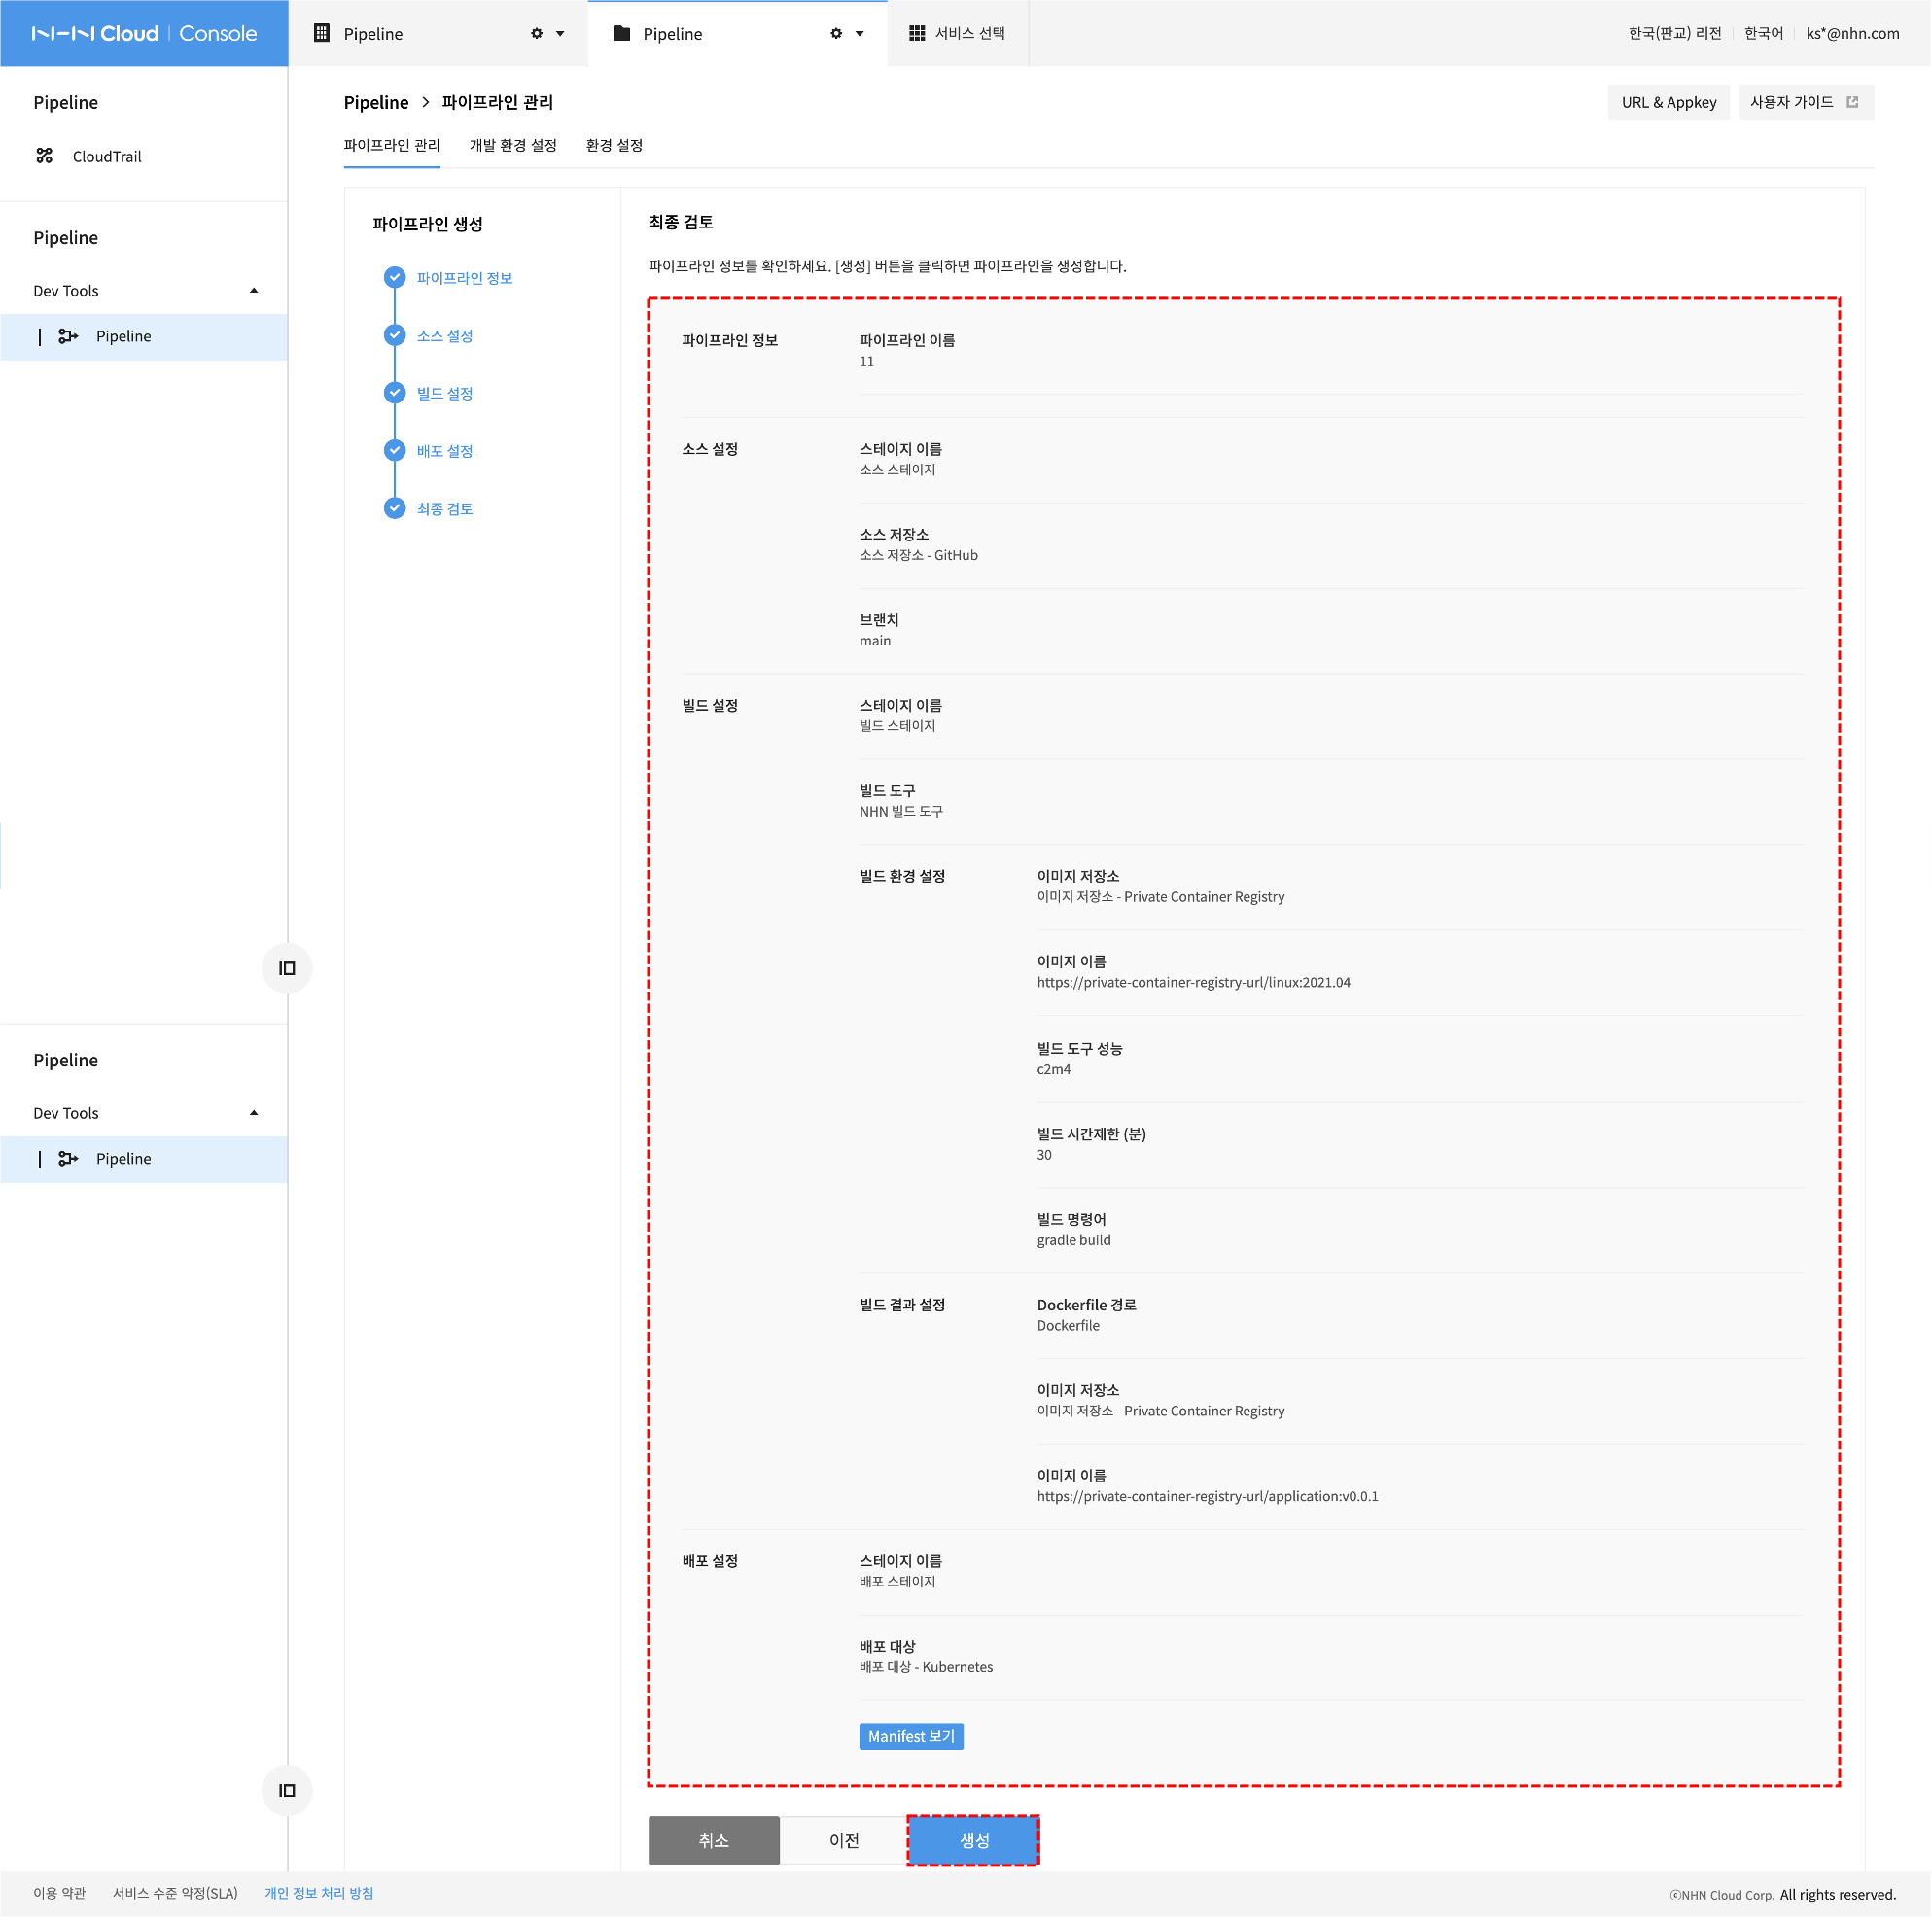 NHN Cloud | Console
Pipeline
Pipeline
서비스 선택
한국(판교) 리전
한국어
ks*@nhn.com
Pipeline
CloudTrail
Pipeline
Dev Tools
Pipeline
Pipeline
Dev Tools
Pipeline
Pipeline > 파이프라인 관리
URL & Appkey
사용자 가이드
파이프라인 관리
개발 환경 설정
환경 설정
파이프라인 생성
파이프라인 정보
소스 설정
빌드 설정
배포 설정
최종 검토
최종 검토
파이프라인 정보를 확인하세요. [생성] 버튼을 클릭하면 파이프라인을 생성합니다.
파이프라인 정보
파이프라인 이름
11
소스 설정
스테이지 이름
소스 스테이지
소스 저장소
소스 저장소 - GitHub
브랜치
main
빌드 설정
스테이지 이름
빌드 스테이지
빌드 도구
NHN 빌드 도구
빌드 환경 설정
이미지 저장소
이미지 저장소 - Private Container Registry
이미지 이름
https://private-container-registry-url/linux:2021.04
빌드 도구 성능
c2m4
빌드 시간제한 (분)
30
빌드 명령어
gradle build
빌드 결과 설정
Dockerfile 경로
Dockerfile
이미지 저장소
이미지 저장소 - Private Container Registry
이미지 이름
https://private-container-registry-url/application:v0.0.1
배포 설정
스테이지 이름
배포 스테이지
배포 대상
배포 대상 - Kubernetes
Manifest 보기
취소
이전
생성
이용 약관
서비스 수준 약정(SLA)
개인 정보 처리 방침
ⓒNHN Cloud Corp. All rights reserved.